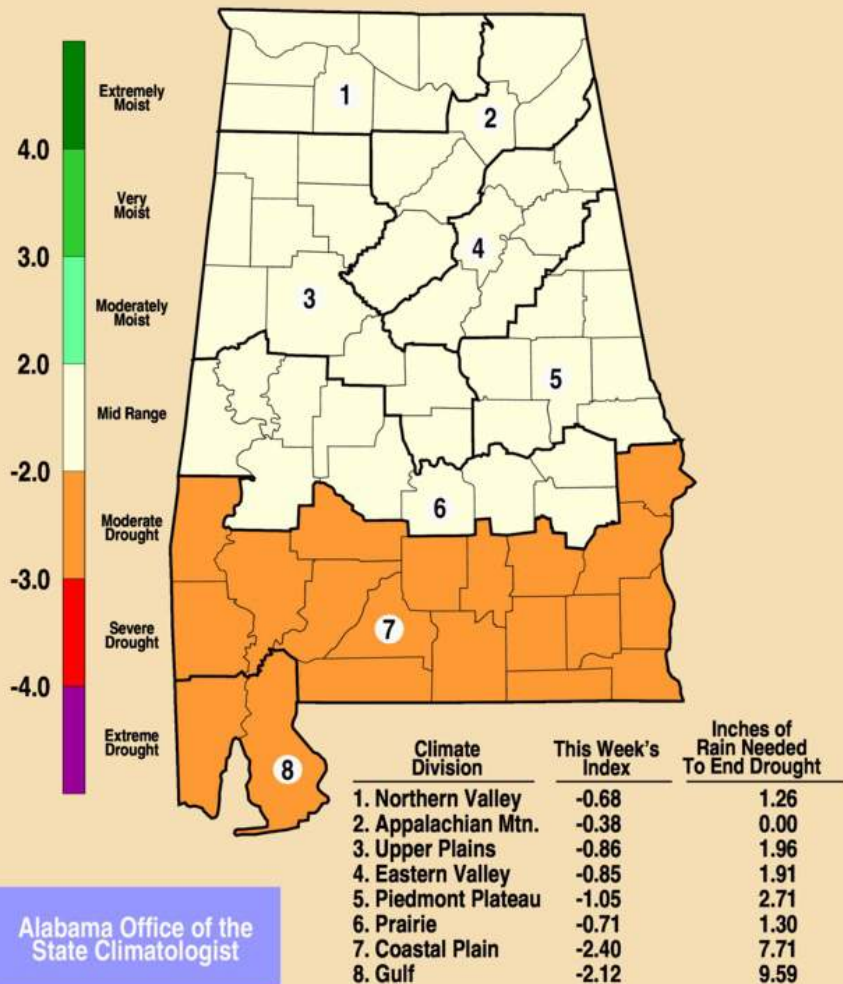 Extremely
Moist
4.0
Very
Moist
3.0
Moderately
Moist
2.0
Mid Range
-2.0
Moderate
Drought
-3.0
Severe
Drought
-4.0
Extreme
Drought
1
2
4
3
5
6
7
8
Climate
Division
This Week's
Index
Inches of
Rain Needed
To End Drought
1. Northern Valley -0.68 1.26
2. Appalachian Mtn. -0.38 0.00
3. Upper Plains -0.86 1.96
4. Eastern Valley -0.85 1.91
5. Piedmont Plateau -1.05 2.71
6. Prairie -0.71 1.30
7. Coastal Plain -2.40 7.71
8. Gulf -2.12 9.59
Alabama Office of the
State Climatologist